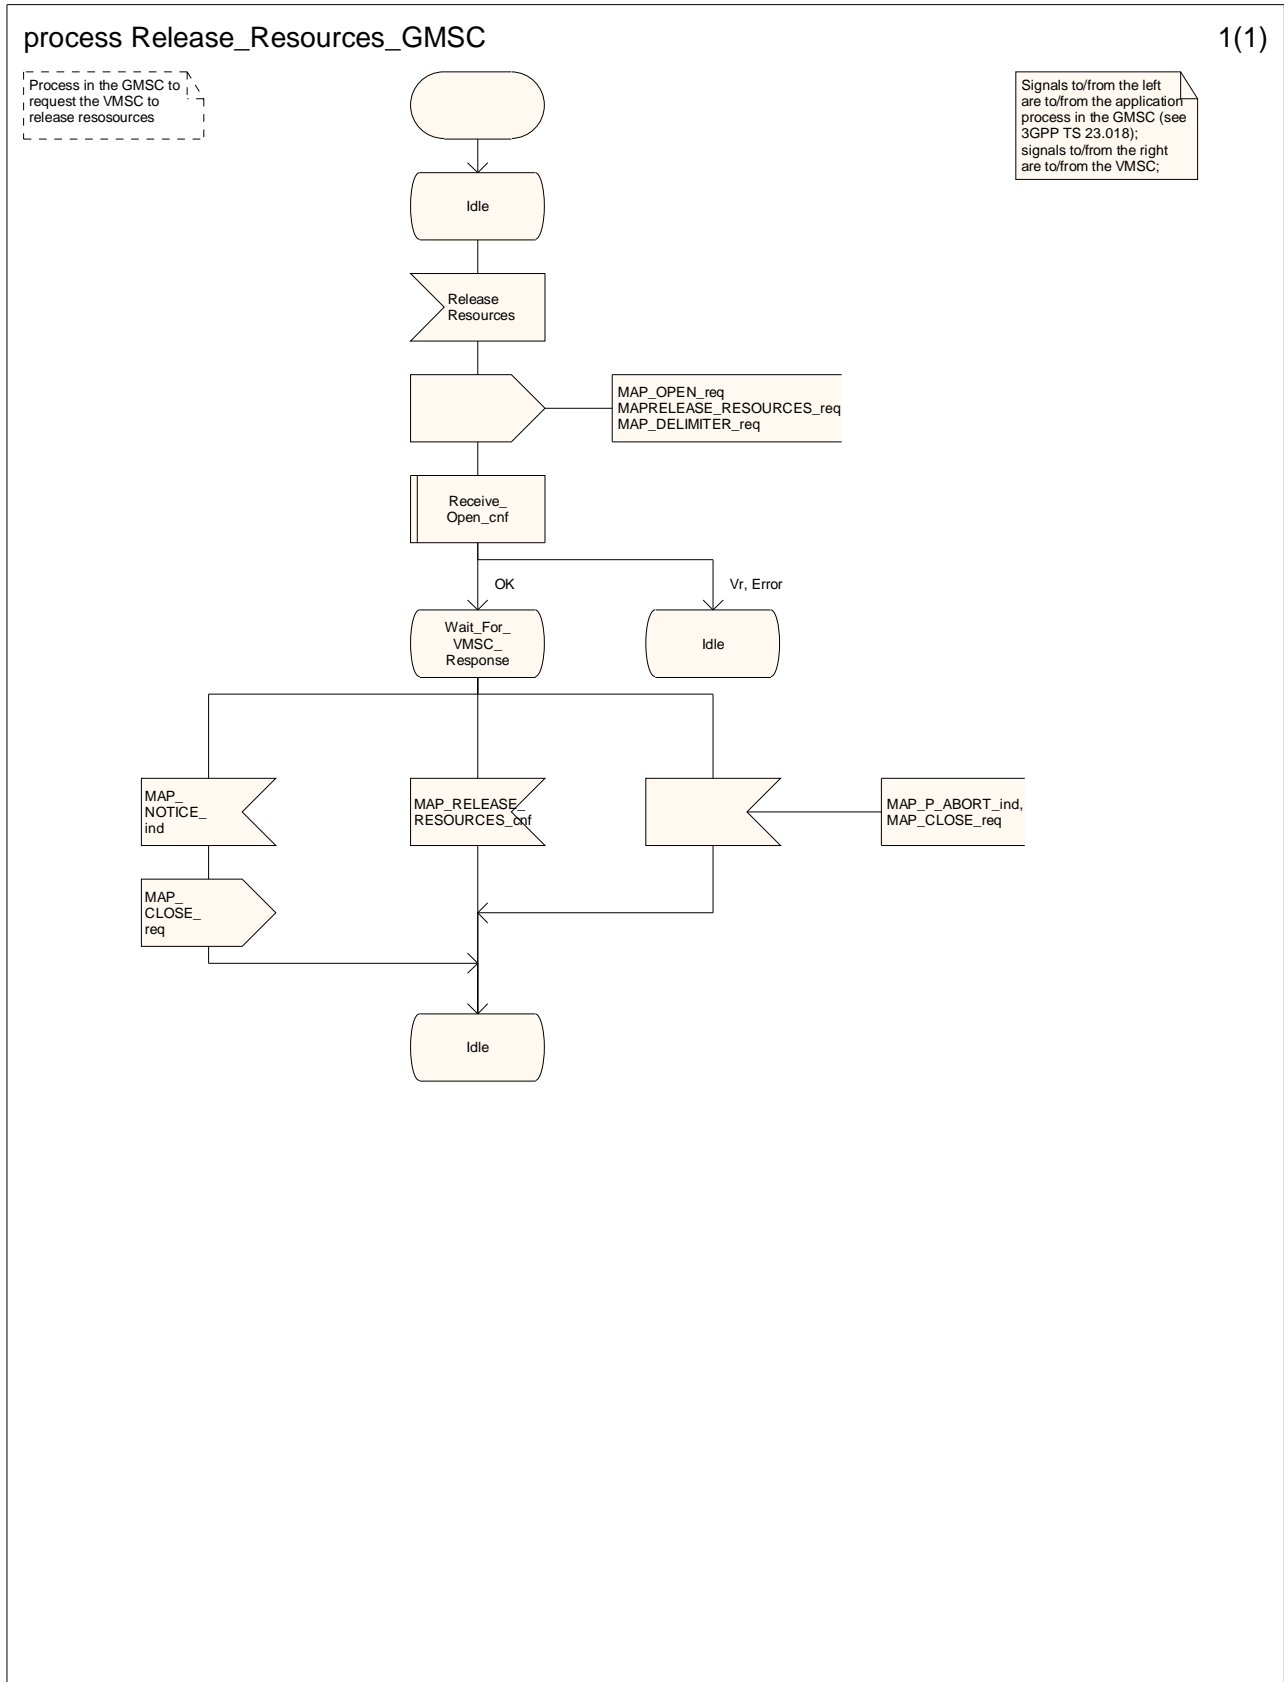 process Release_Resources_GMSC
1(1)
Process in the GMSC to
request the VMSC to
release resosources
Signals to/from the left
are to/from the application
process in the GMSC (see
3GPP TS 23.018);
signals to/from the right
are to/from the VMSC;
Idle
Release
Resources
MAP_OPEN_req
MAPRELEASE_RESOURCES_req
MAP_DELIMITER_req
Receive_
Open_cnf
OK
Vr, Error
Wait_For_
VMSC_
Response
Idle
MAP_
NOTICE_
ind
MAP_RELEASE_
RESOURCES_cnf
MAP_P_ABORT_ind,
MAP_CLOSE_req
MAP_
CLOSE_
req
Idle